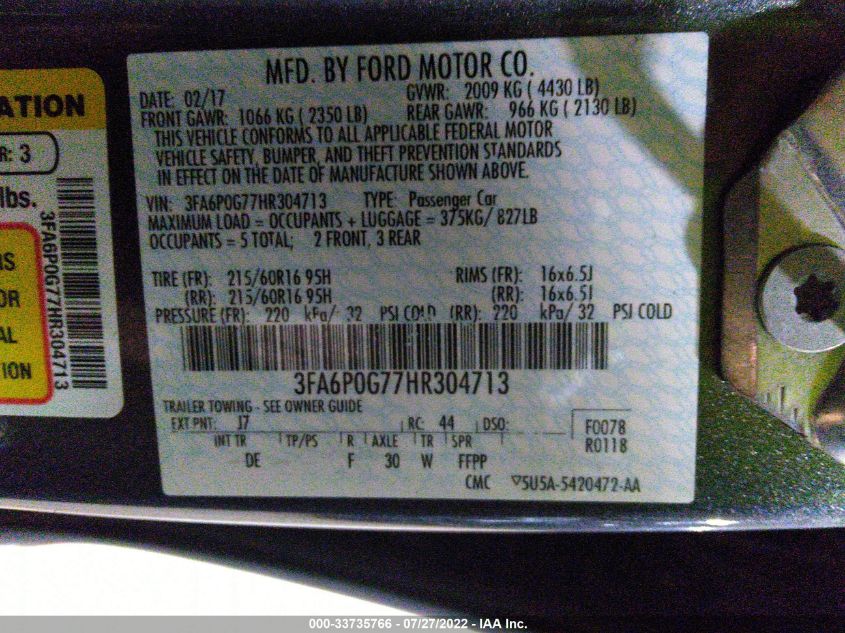 ATION
R: 3
lbs.
RS
OR
AL
ION
3FA6P0G77HR304713
MFD. BY FORD MOTOR CO.
DATE: 02/17 GVWR: 2009 KG ( 4430 LB)
FRONT GAWR: 1066 KG ( 2350 LB) REAR GAWR: 966 KG ( 2130 LB)
THIS VEHICLE CONFORMS TO ALL APPLICABLE FEDERAL MOTOR
VEHICLE SAFETY, BUMPER, AND THEFT PREVENTION STANDARDS
IN EFFECT ON THE DATE OF MANUFACTURE SHOWN ABOVE.
VIN: 3FA6P0G77HR304713 TYPE: Passenger Car
MAXIMUM LOAD = OCCUPANTS + LUGGAGE = 375KG/ 827LB
OCCUPANTS = 5 TOTAL; 2 FRONT, 3 REAR
TIRE (FR): 215/60R16 95H RIMS (FR): 16x6.5J
(RR): 215/60R16 95H (RR): 16x6.5J
PRESSURE (FR): 220 kPa/ 32 PSI COLD (RR): 220 kPa/ 32 PSI COLD
3FA6P0G77HR304713
TRAILER TOWING - SEE OWNER GUIDE
EXT PNT: J7 RC: 44 DSO: F0078
R0118
INT TR TP/PS R AXLE TR SPR
DE F 30 W FFPP
CMC ▽5U5A-5420472-AA
000-33735766 - 07/27/2022 - IAA Inc.